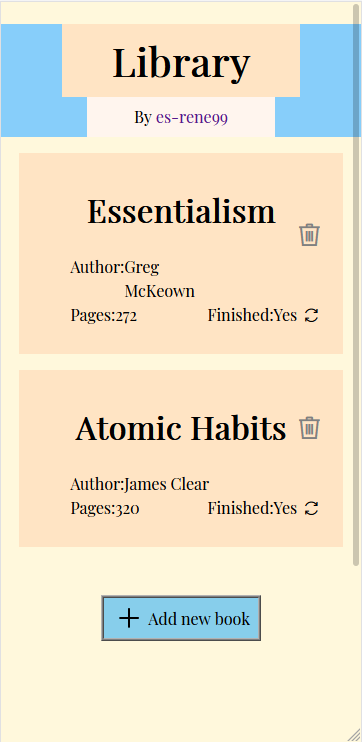 Library
By es-rene99
Essentialism
Author:Greg
McKeown
Pages:272 Finished:Yes
Atomic Habits
Author:James Clear
Pages:320 Finished:Yes
Add new book